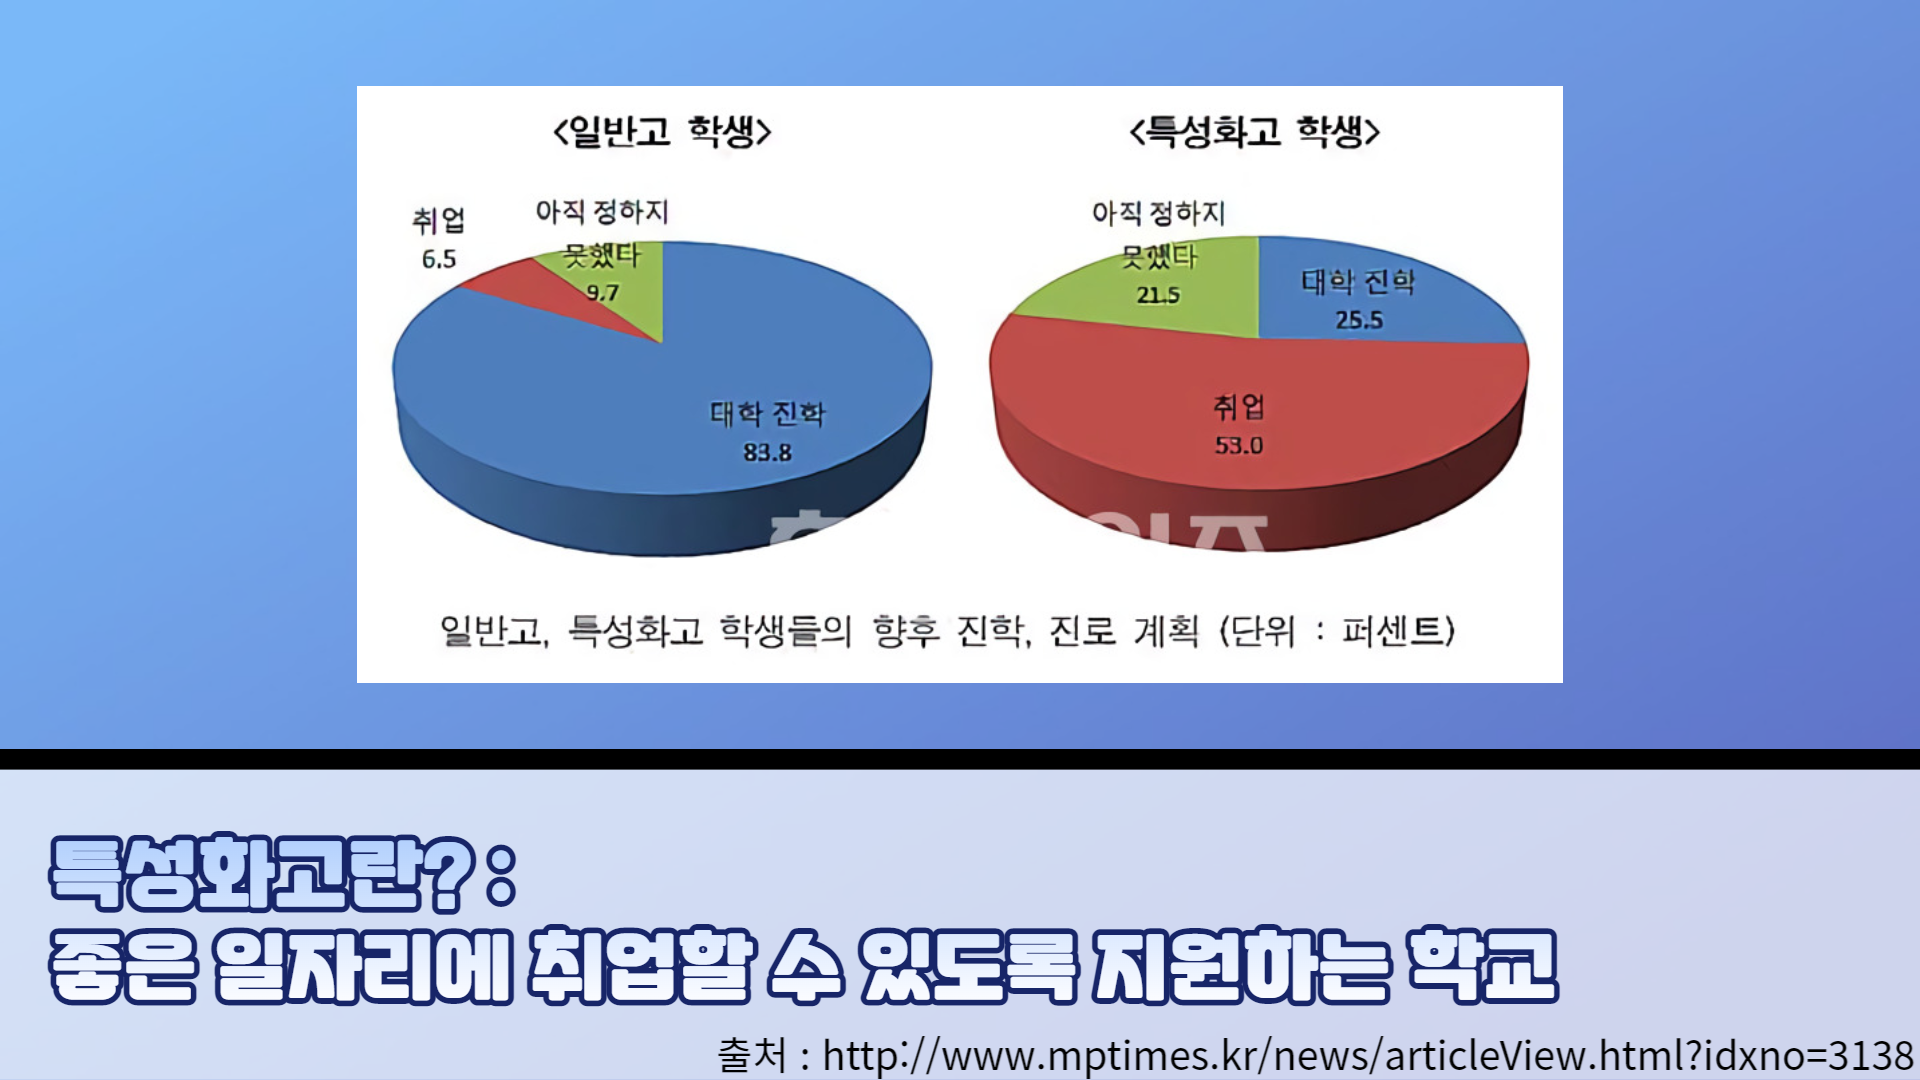 <일반고 학생>
취업
6.5
아직 정하지
못했다
9.7
대학 진학
83.8
<특성화고 학생>
아직 정하지
못했다
21.5
대학 진학
25.5
취업
53.0
일반고, 특성화고 학생들의 향후 진학, 진로 계획 (단위 : 퍼센트)
특성화고란? :
좋은 일자리에 취업할 수 있도록 지원하는 학교
출처 : http://www.mptimes.kr/news/articleView.html?idxno=3138